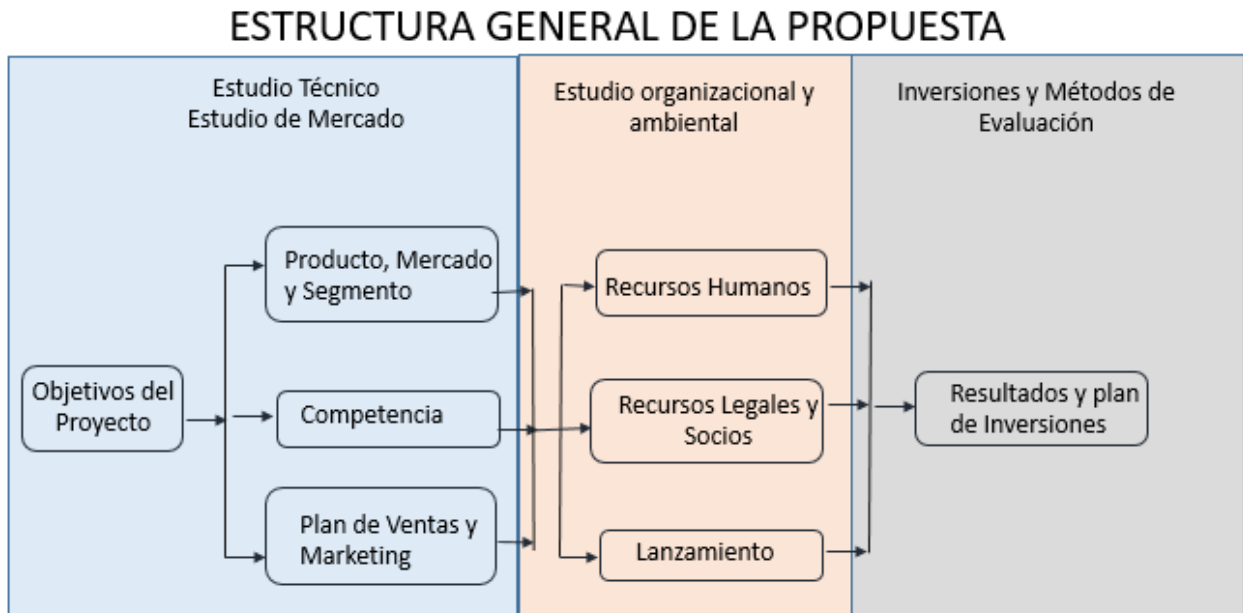 ESTRUCTURA GENERAL DE LA PROPUESTA
Estudio Técnico
Estudio de Mercado
Estudio organizacional y
ambiental
Inversiones y Métodos de
Evaluación
Objetivos del
Proyecto
Producto, Mercado
y Segmento
Competencia
Plan de Ventas y
Marketing
Recursos Humanos
Recursos Legales y
Socios
Lanzamiento
Resultados y plan
de Inversiones